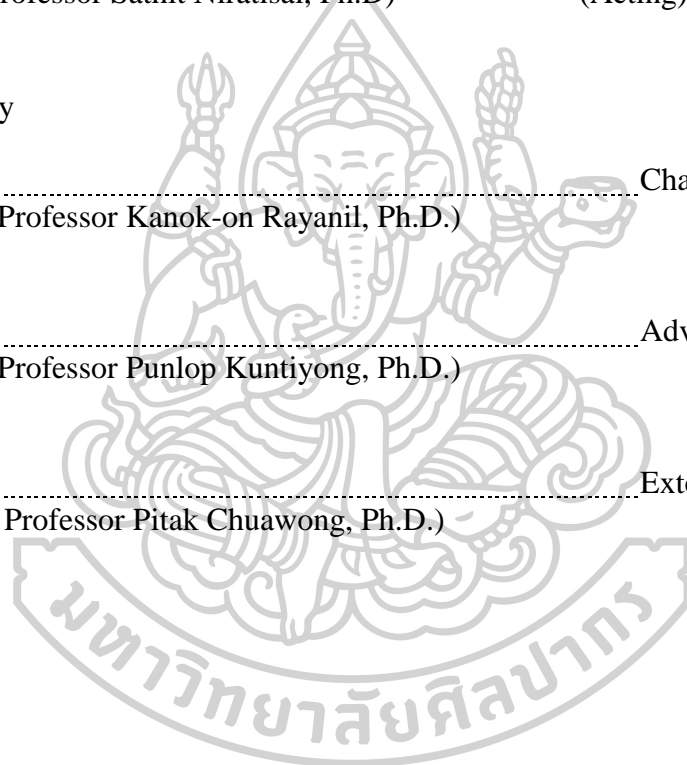 (Acting)
y
Cha
Professor Kanok-on Rayanil, Ph.D.)
Adv
Professor Punlop Kuntiyong, Ph.D.)
Exte
Professor Pitak Chuawong, Ph.D.)
มหาวิทยาลัยศิลปากร